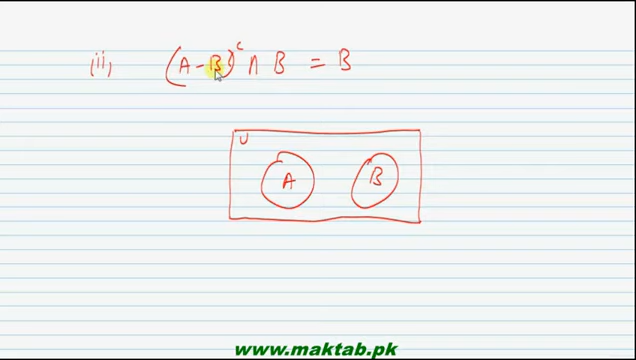 (ii) (A - B)ᶜ ∩ B = B
U
A B
www.maktab.pk